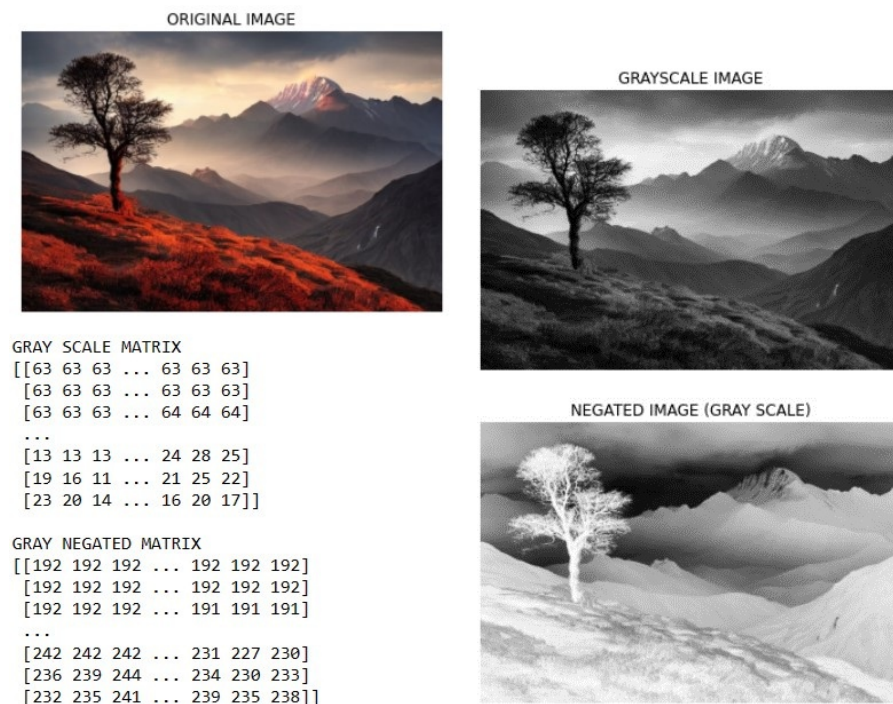 ORIGINAL IMAGE
GRAYSCALE IMAGE
GRAY SCALE MATRIX
[[63 63 63 ... 63 63 63]
[63 63 63 ... 63 63 63]
[63 63 63 ... 64 64 64]
...
[13 13 13 ... 24 28 25]
[19 16 11 ... 21 25 22]
[23 20 14 ... 16 20 17]]
NEGATED IMAGE (GRAY SCALE)
GRAY NEGATED MATRIX
[[192 192 192 ... 192 192 192]
[192 192 192 ... 192 192 192]
[192 192 192 ... 191 191 191]
...
[242 242 242 ... 231 227 230]
[236 239 244 ... 234 230 233]
[232 235 241 ... 239 235 238]]